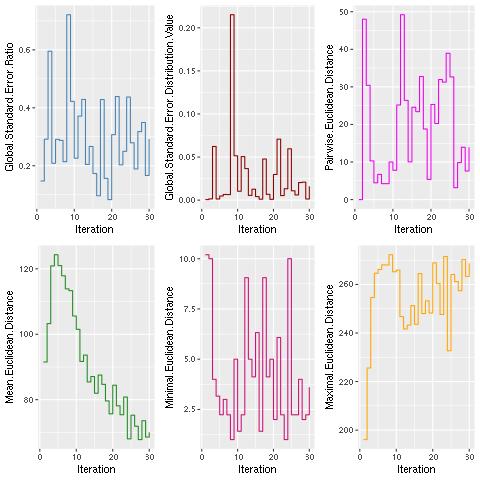 Global.Standard.Error.Ratio
0.6
0.4
0.2
0 10 20 30
Iteration
Global.Standard.Error.Distribution.Value
0.20
0.15
0.10
0.05
0.00
0 10 20 30
Iteration
Pairwise.Euclidean.Distance
50
40
30
20
10
0
0 10 20 30
Iteration
Mean.Euclidean.Distance
120
100
80
0 10 20 30
Iteration
Minimal.Euclidean.Distance
10.0
7.5
5.0
2.5
0 10 20 30
Iteration
Maximal.Euclidean.Distance
260
240
220
200
0 10 20 30
Iteration